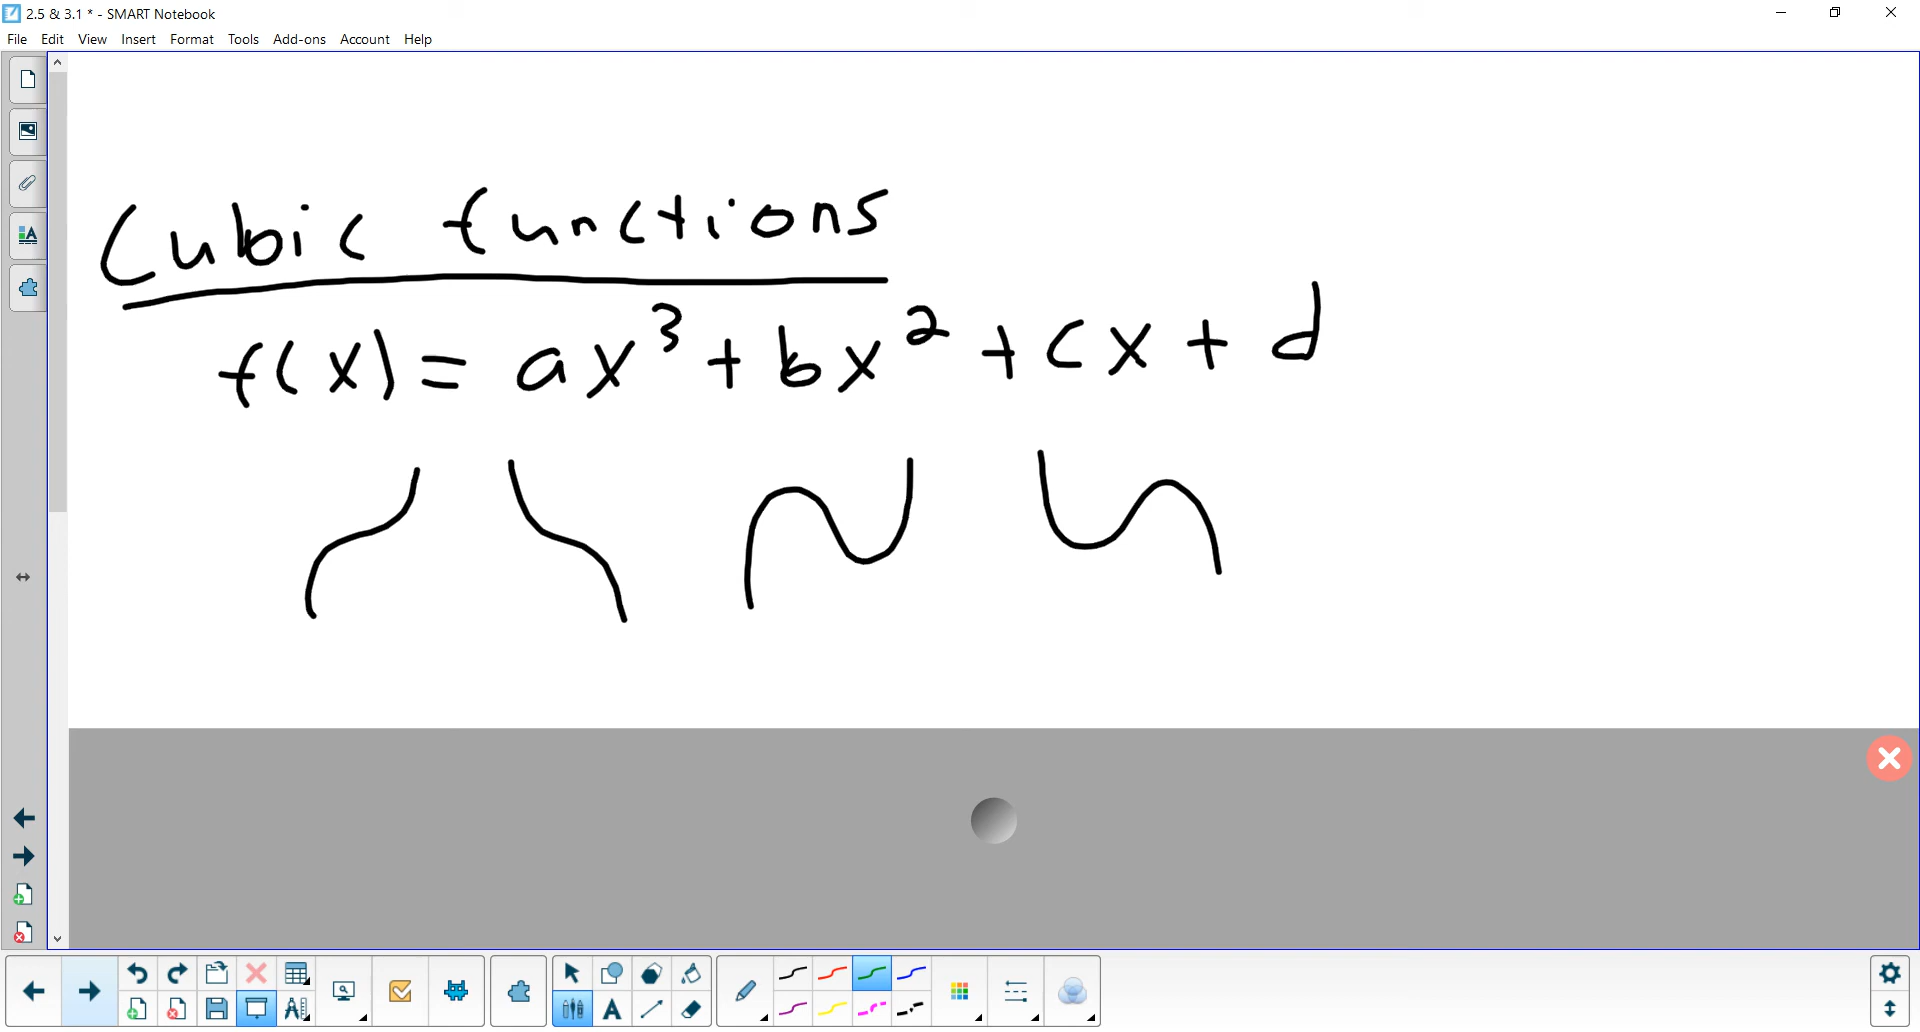 2.5 & 3.1 * - SMART Notebook
File Edit View Insert Format Tools Add-ons Account Help
Cubic functions
f(x) = ax³ + bx² + cx + d